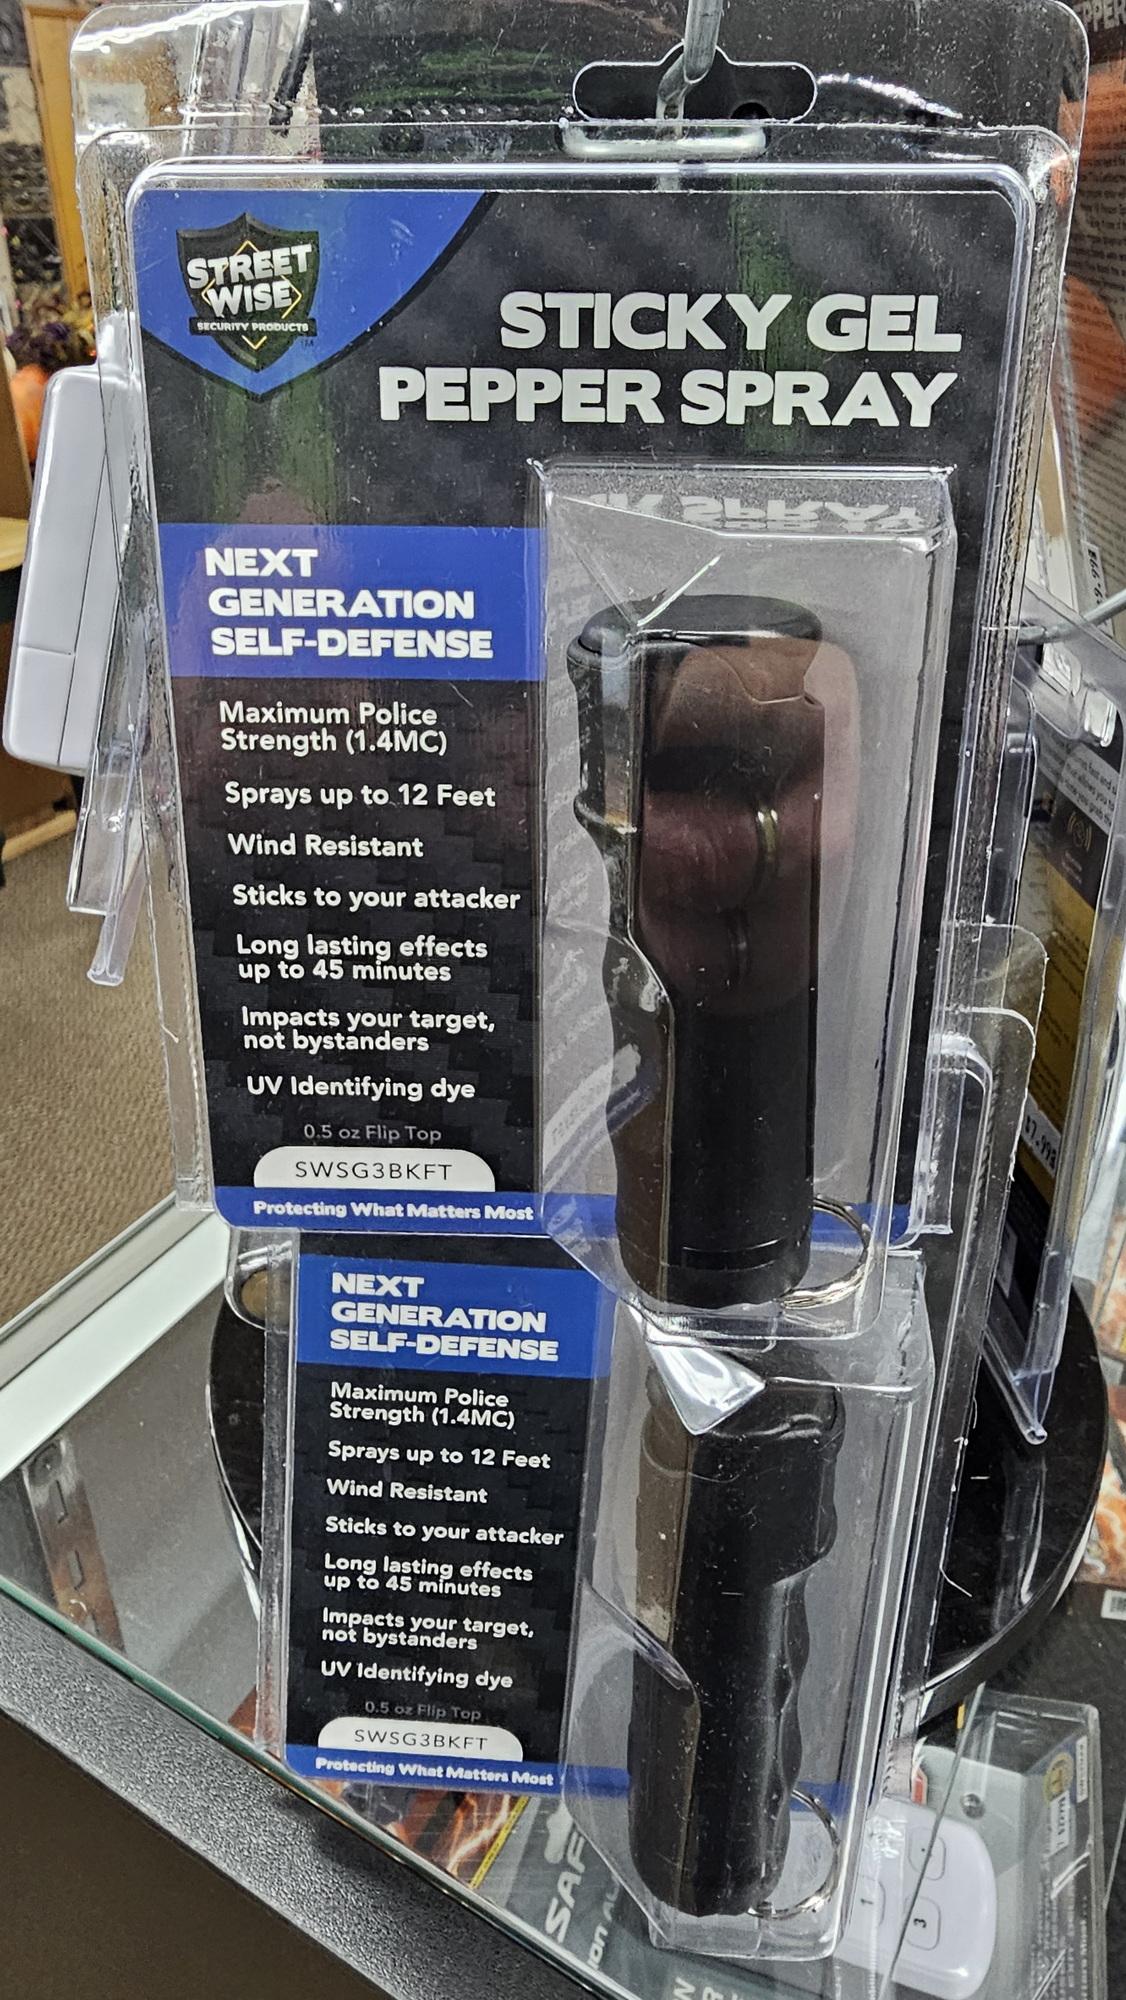 STREET
WISE
SECURITY PRODUCTS
TM
STICKY GEL
PEPPER SPRAY
NEXT
GENERATION
SELF-DEFENSE
Maximum Police
Strength (1.4MC)
Sprays up to 12 Feet
Wind Resistant
Sticks to your attacker
Long lasting effects
up to 45 minutes
Impacts your target,
not bystanders
UV Identifying dye
0.5 oz Flip Top
SWSG3BKFT
Protecting What Matters Most
NEXT
GENERATION
SELF-DEFENSE
Maximum Police
Strength (1.4MC)
Sprays up to 12 Feet
Wind Resistant
Sticks to your attacker
Long lasting effects
up to 45 minutes
Impacts your target,
not bystanders
UV Identifying dye
0.5 oz Flip Top
SWSG3BKFT
Protecting What Matters Most
SAF
1
3